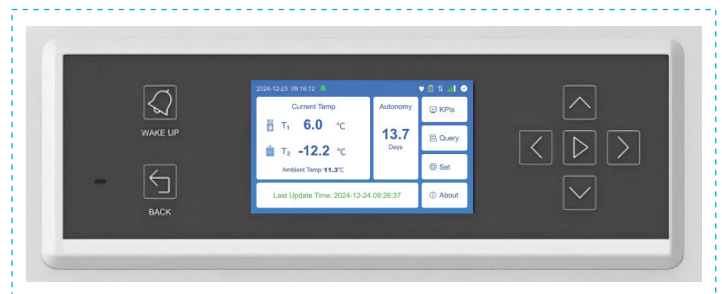 WAKE UP
BACK
2024-12-23 09:16:12
Current Temp
T₁ 6.0 °C
T₂ -12.2 °C
Ambient Temp:11.3°C
Autonomy
13.7
Days
KPIs
Query
Set
About
Last Update Time: 2024-12-24 09:26:37